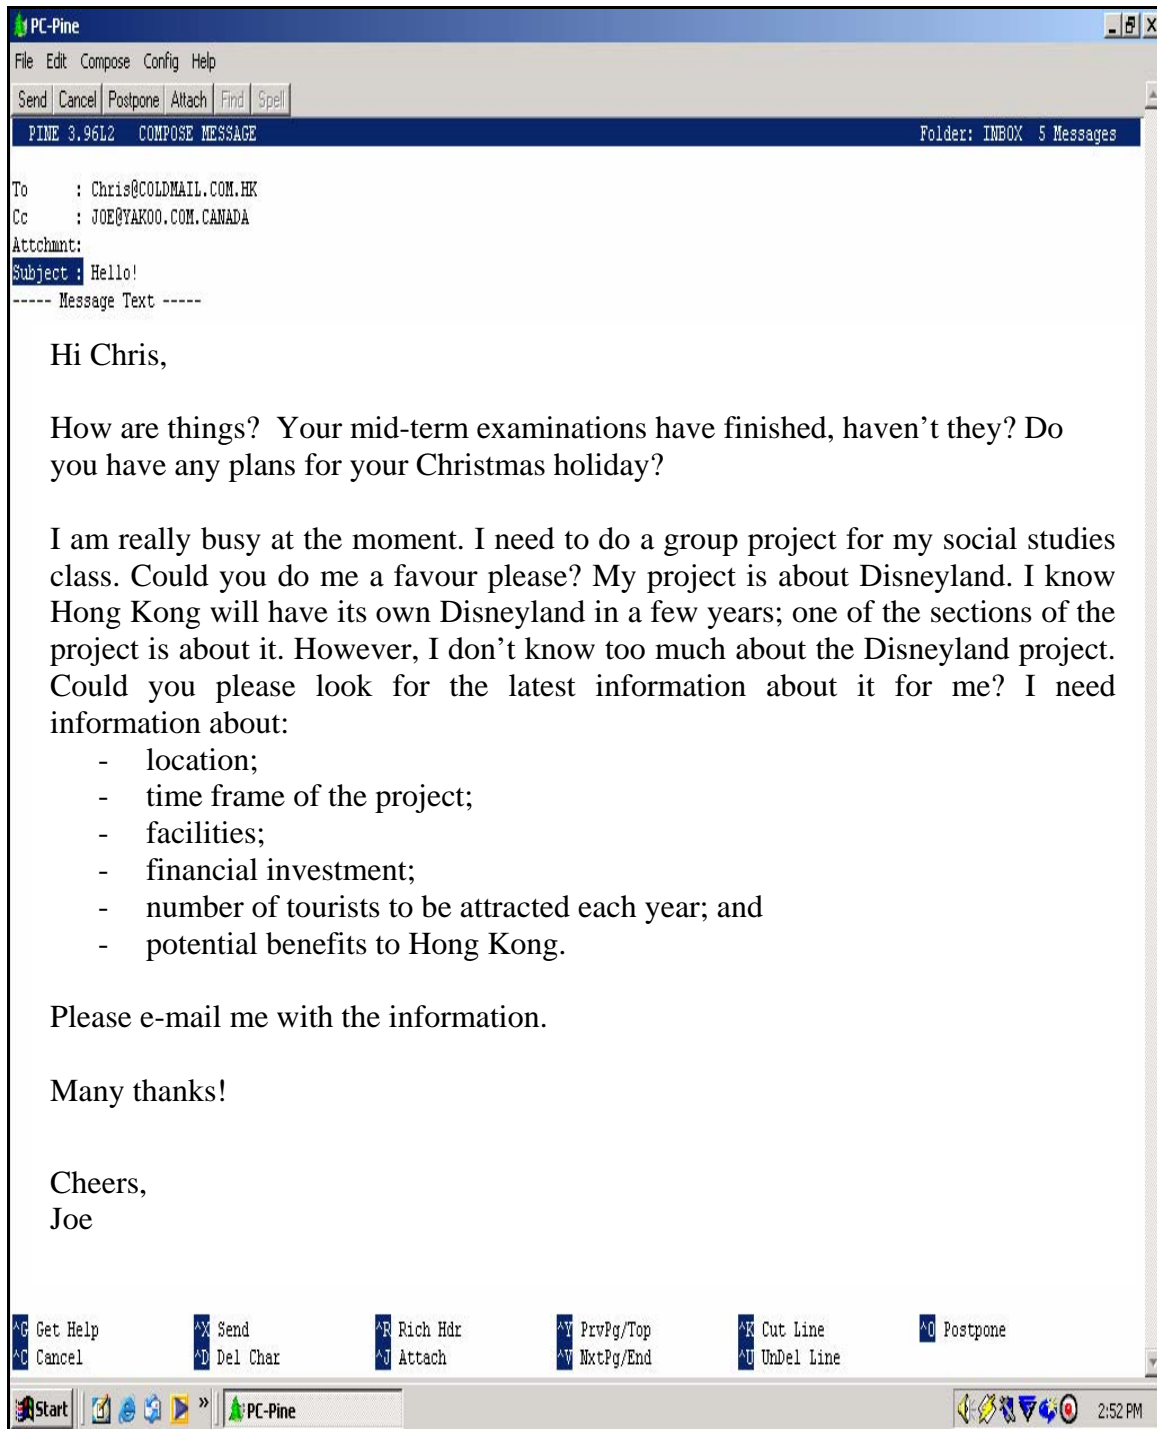 PC-Pine
File Edit Compose Config Help
Send Cancel Postpone Attach Find Spell
PINE 3.96L2 COMPOSE MESSAGE Folder: INBOX 5 Messages
To : Chris@COLDMAIL.COM.HK
Cc : JOE@YAKOO.COM.CANADA
Attchmnt:
Subject : Hello!
----- Message Text -----
Hi Chris,
How are things? Your mid-term examinations have finished, haven't they? Do
you have any plans for your Christmas holiday?
I am really busy at the moment. I need to do a group project for my social studies
class. Could you do me a favour please? My project is about Disneyland. I know
Hong Kong will have its own Disneyland in a few years; one of the sections of the
project is about it. However, I don't know too much about the Disneyland project.
Could you please look for the latest information about it for me? I need
information about:
- location;
- time frame of the project;
- facilities;
- financial investment;
- number of tourists to be attracted each year; and
- potential benefits to Hong Kong.
Please e-mail me with the information.
Many thanks!
Cheers,
Joe
^G Get Help ^X Send ^R Rich Hdr ^Y PrvPg/Top ^K Cut Line ^O Postpone
^C Cancel ^D Del Char ^J Attach ^V NxtPg/End ^U UnDel Line
Start » PC-Pine 2:52 PM